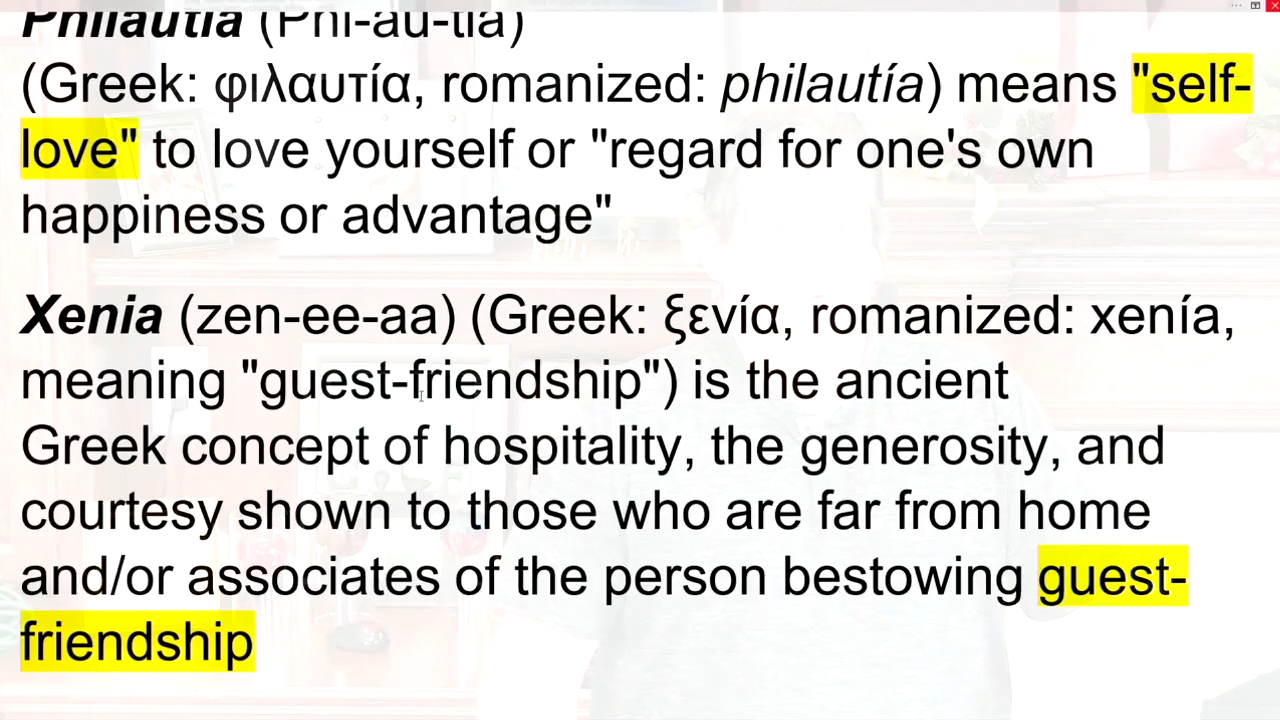 Philautia (Phi-au-tia)
(Greek: φιλαυτία, romanized: philautía) means "self-
love" to love yourself or "regard for one's own
happiness or advantage"
Xenia (zen-ee-aa) (Greek: ξενία, romanized: xenía,
meaning "guest-friendship") is the ancient
Greek concept of hospitality, the generosity, and
courtesy shown to those who are far from home
and/or associates of the person bestowing guest-
friendship